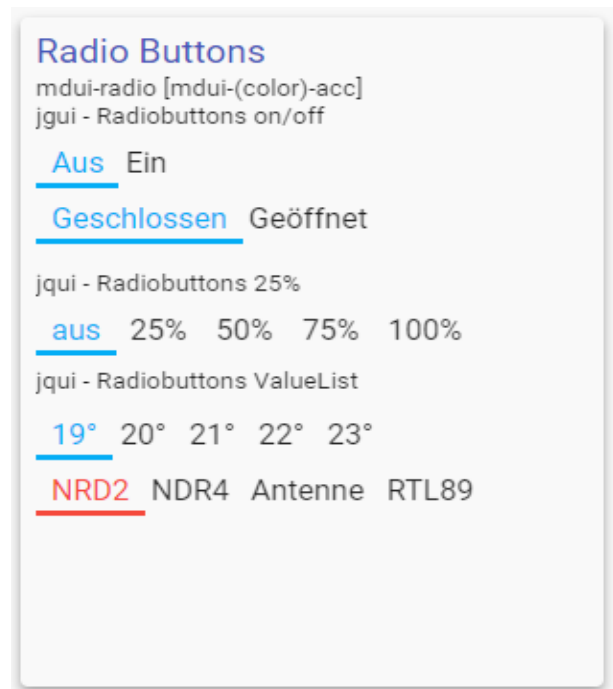 Radio Buttons
mdui-radio [mdui-(color)-acc]
jgui - Radiobuttons on/off
Aus Ein
Geschlossen Geöffnet
jqui - Radiobuttons 25%
aus 25% 50% 75% 100%
jqui - Radiobuttons ValueList
19° 20° 21° 22° 23°
NRD2 NDR4 Antenne RTL89